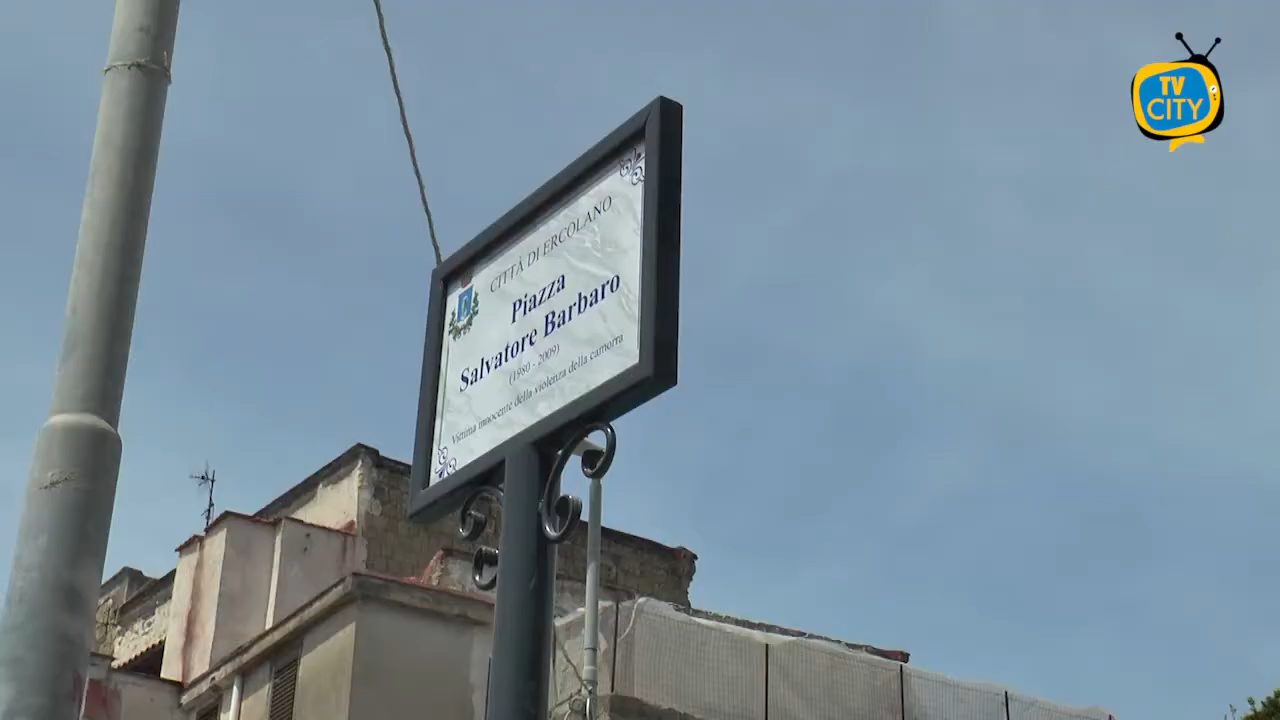 TV
CITY
CITTÀ DI ERCOLANO
Piazza
Salvatore Barbaro
(1980 - 2009)
Vittima innocente della violenza della camorra